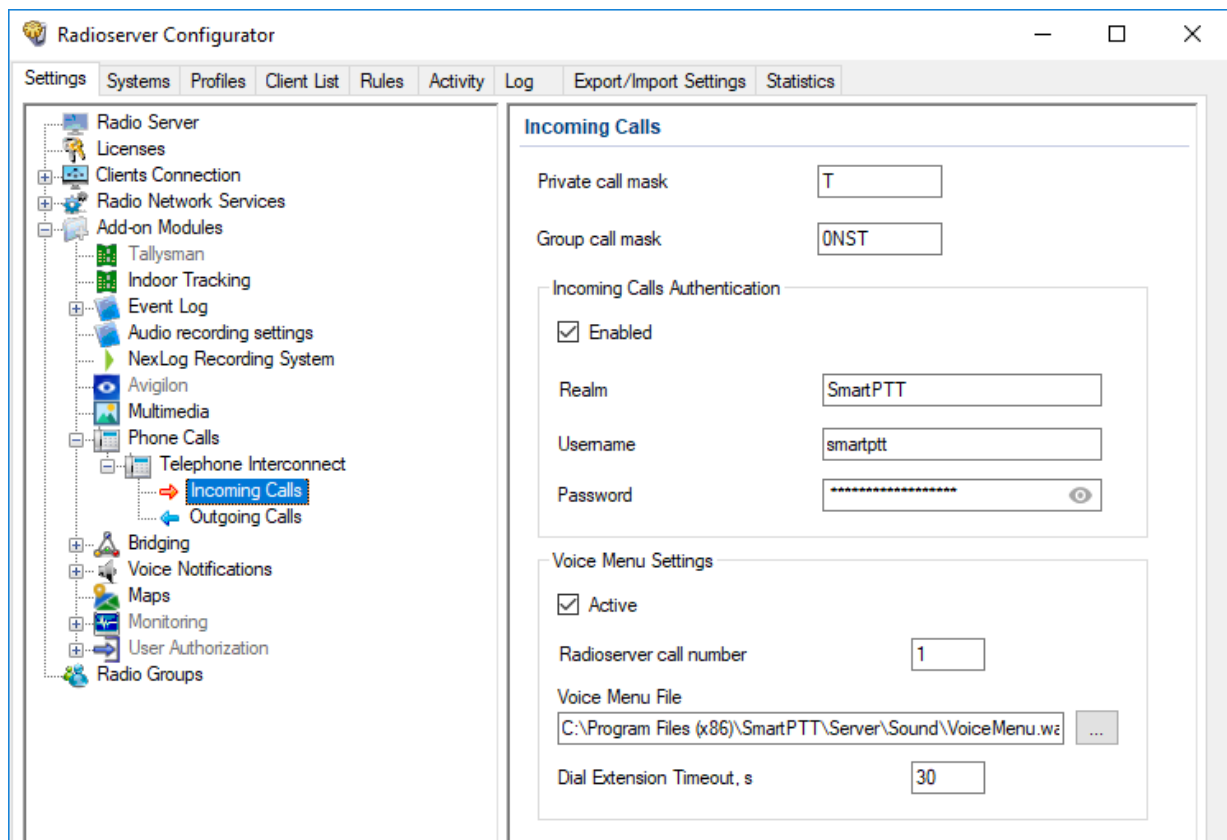 Radioserver Configurator
Settings Systems Profiles Client List Rules Activity Log Export/Import Settings Statistics
Radio Server
Licenses
Clients Connection
Radio Network Services
Add-on Modules
Tallysman
Indoor Tracking
Event Log
Audio recording settings
NexLog Recording System
Avigilon
Multimedia
Phone Calls
Telephone Interconnect
Incoming Calls
Outgoing Calls
Bridging
Voice Notifications
Maps
Monitoring
User Authorization
Radio Groups
Incoming Calls
Private call mask T
Group call mask 0NST
Incoming Calls Authentication
Enabled
Realm SmartPTT
Username smartptt
Password ******************
Voice Menu Settings
Active
Radioserver call number 1
Voice Menu File
C:\Program Files (x86)\SmartPTT\Server\Sound\VoiceMenu.wa ...
Dial Extension Timeout, s 30